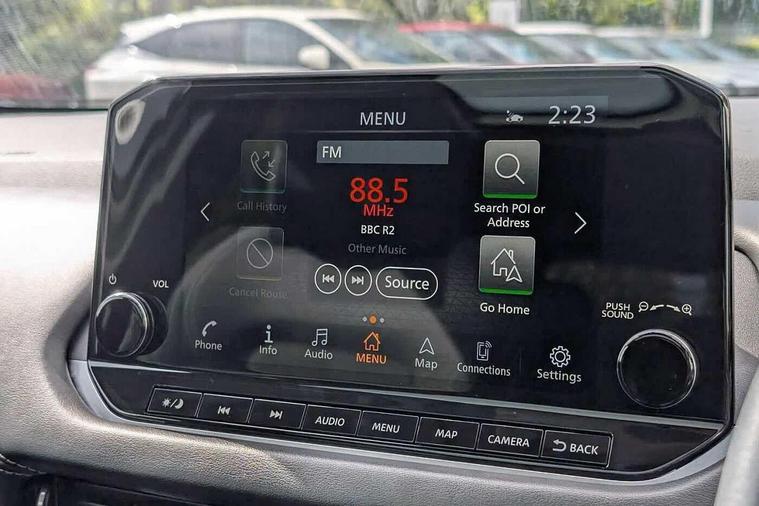 MENU
2:23
Call History
FM
88.5
MHz
BBC R2
Other Music
Search POI or
Address
Cancel Route
Source
Go Home
VOL
PUSH
SOUND
Phone
Info
Audio
MENU
Map
Connections
Settings
AUDIO
MENU
MAP
CAMERA
BACK